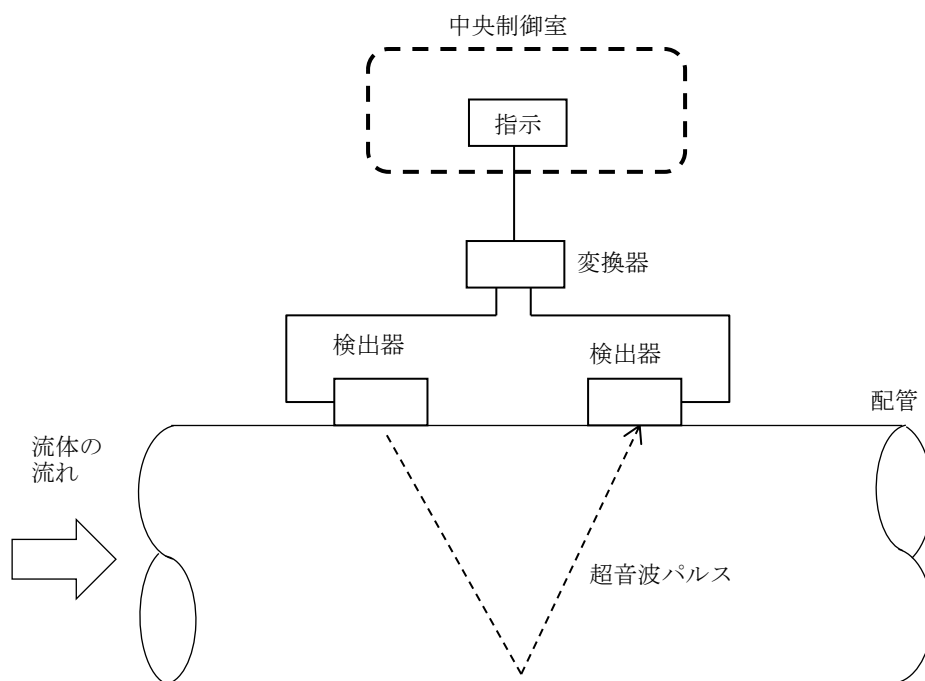 中央制御室
指示
変換器
検出器
検出器
配管
流体の
流れ
超音波パルス